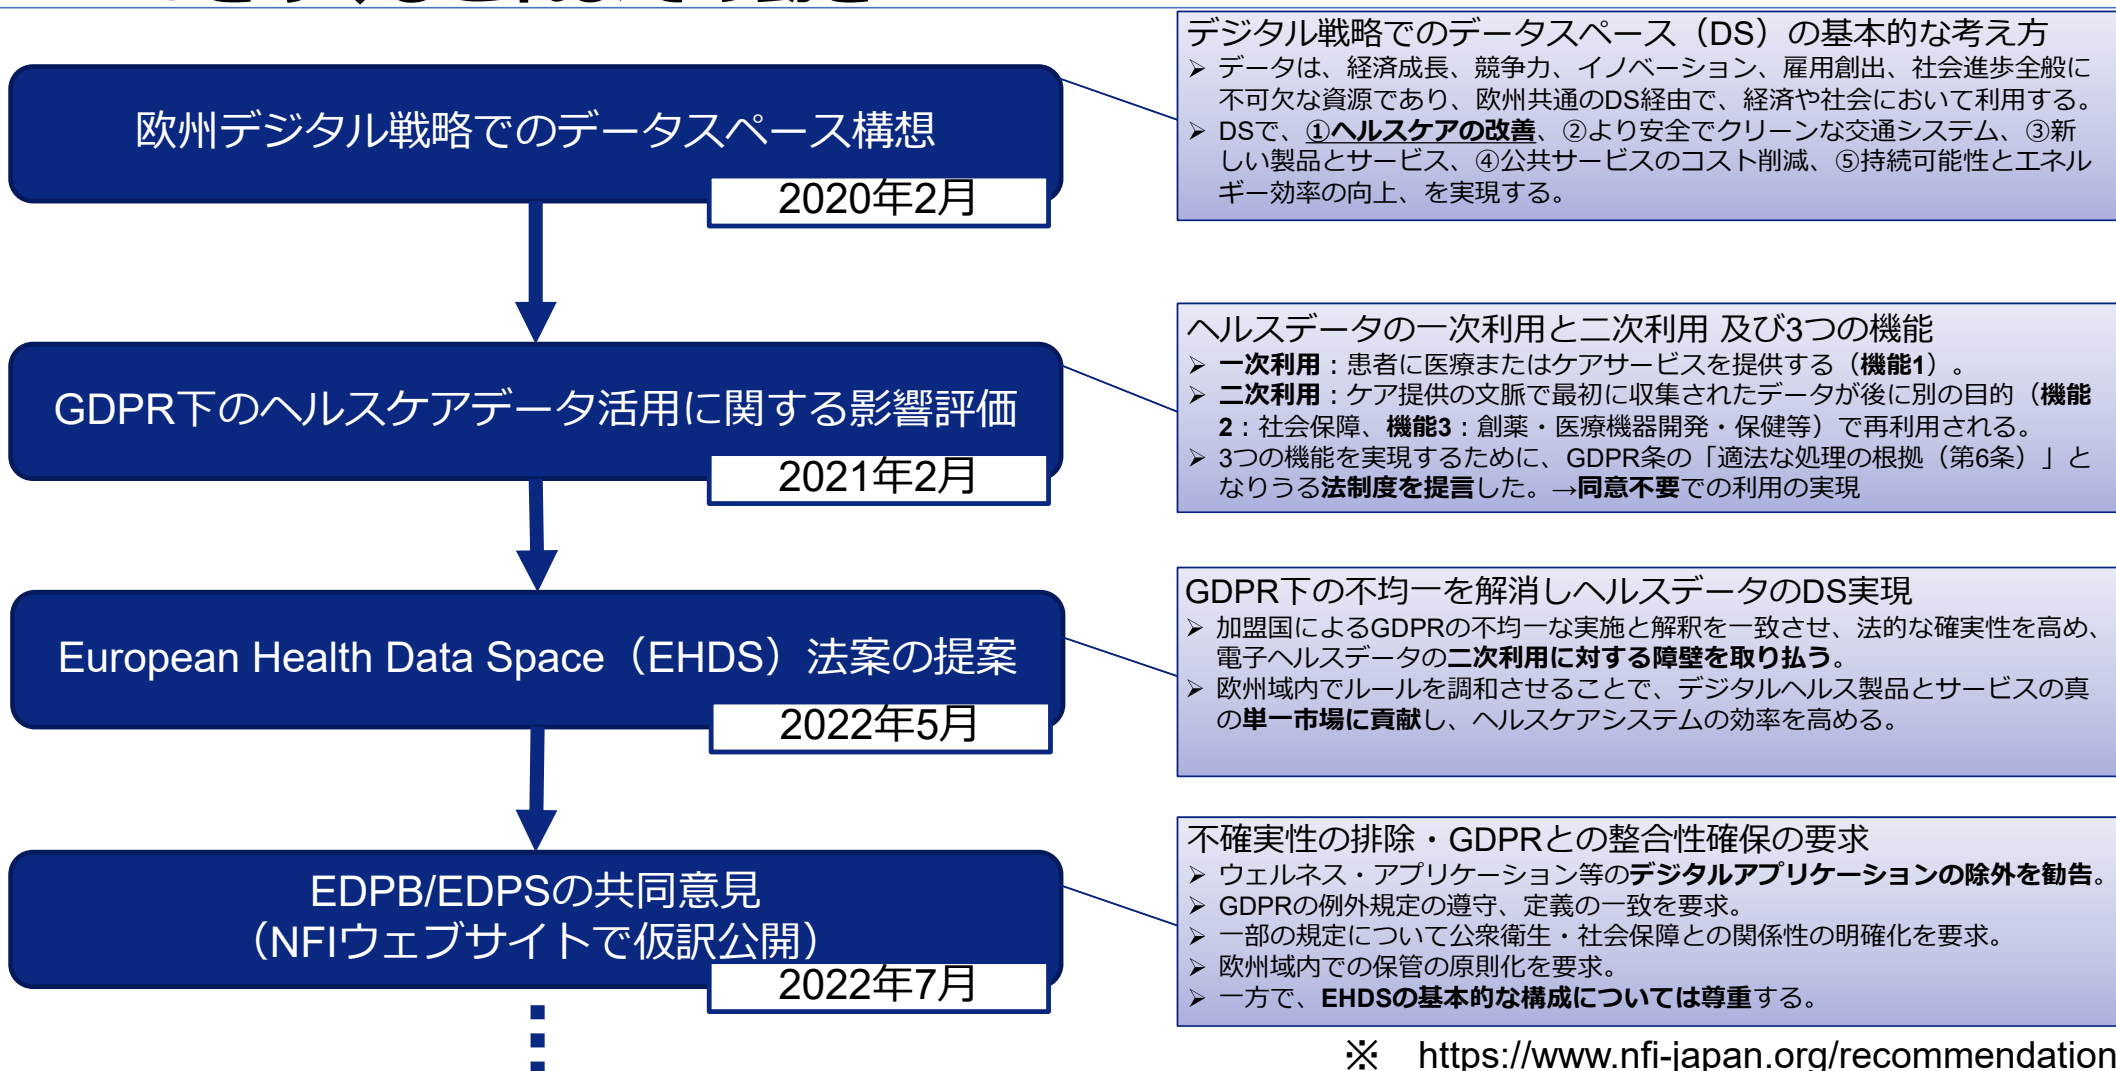 欧州デジタル戦略でのデータスペース構想
2020年2月
デジタル戦略でのデータスペース（DS）の基本的な考え方
➢ データは、経済成長、競争力、イノベーション、雇用創出、社会進歩全般に
不可欠な資源であり、欧州共通のDS経由で、経済や社会において利用する。
➢ DSで、①ヘルスケアの改善、②より安全でクリーンな交通システム、③新
しい製品とサービス、④公共サービスのコスト削減、⑤持続可能性とエネル
ギー効率の向上、を実現する。
GDPR下のヘルスケアデータ活用に関する影響評価
2021年2月
ヘルスデータの一次利用と二次利用 及び3つの機能
➢ 一次利用：患者に医療またはケアサービスを提供する（機能1）。
➢ 二次利用：ケア提供の文脈で最初に収集されたデータが後に別の目的（機能
2：社会保障、機能3：創薬・医療機器開発・保健等）で再利用される。
➢ 3つの機能を実現するために、GDPR条の「適法な処理の根拠（第6条）」と
なりうる法制度を提言した。→同意不要での利用の実現
European Health Data Space（EHDS）法案の提案
2022年5月
GDPR下の不均一を解消しヘルスデータのDS実現
➢ 加盟国によるGDPRの不均一な実施と解釈を一致させ、法的な確実性を高め、
電子ヘルスデータの二次利用に対する障壁を取り払う。
➢ 欧州域内でルールを調和させることで、デジタルヘルス製品とサービスの真
の単一市場に貢献し、ヘルスケアシステムの効率を高める。
EDPB/EDPSの共同意見
（NFIウェブサイトで仮訳公開）
2022年7月
不確実性の排除・GDPRとの整合性確保の要求
➢ ウェルネス・アプリケーション等のデジタルアプリケーションの除外を勧告。
➢ GDPRの例外規定の遵守、定義の一致を要求。
➢ 一部の規定について公衆衛生・社会保障との関係性の明確化を要求。
➢ 欧州域内での保管の原則化を要求。
➢ 一方で、EHDSの基本的な構成については尊重する。
※ https://www.nfi-japan.org/recommendation